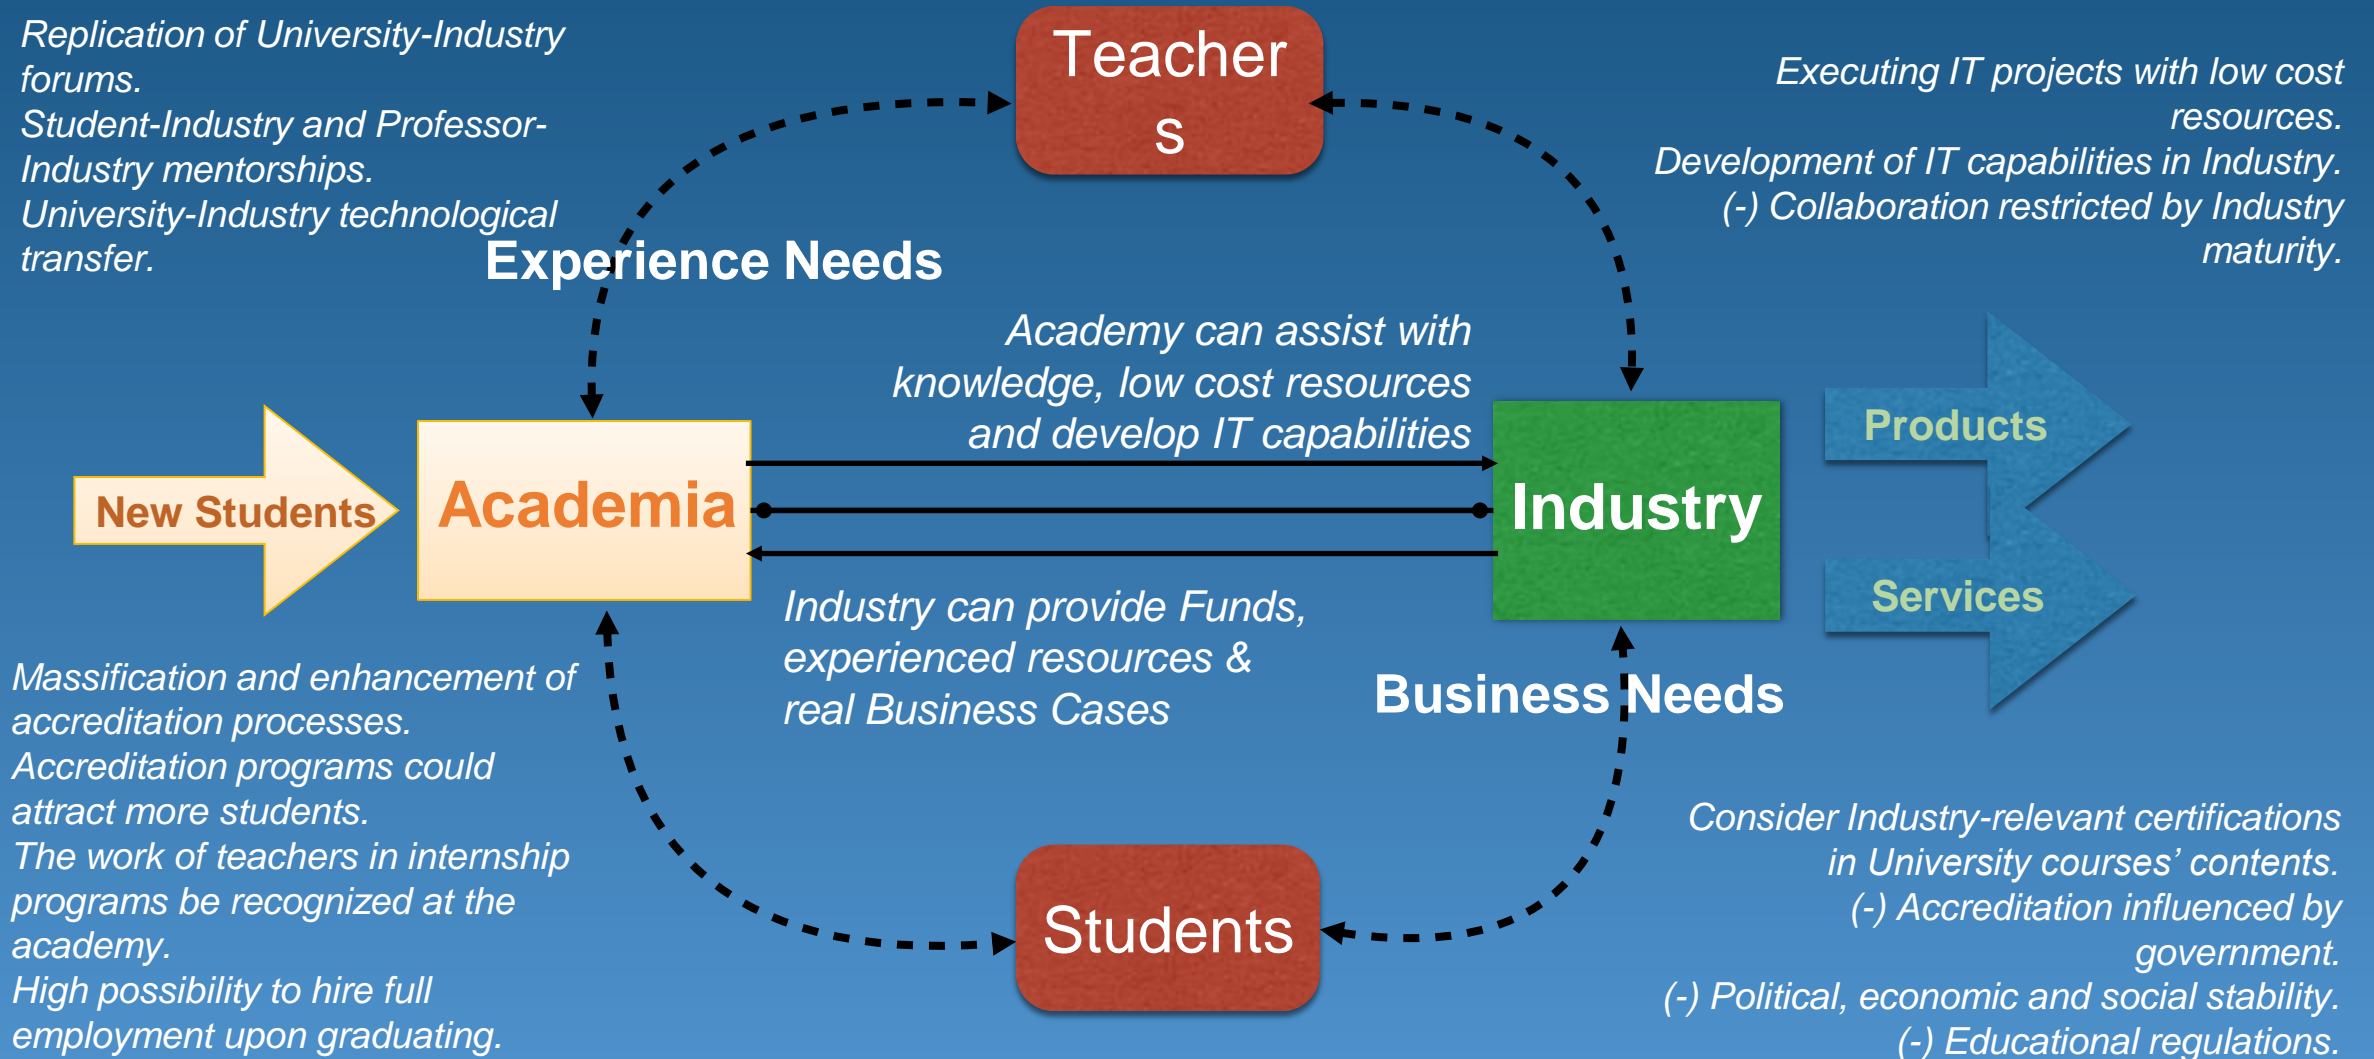 Replication of University-Industry
forums.
Student-Industry and Professor-
Industry mentorships.
University-Industry technological
transfer.
Teacher
s
Executing IT projects with low cost
resources.
Development of IT capabilities in Industry.
(-) Collaboration restricted by Industry
maturity.
Experience Needs
Academy can assist with
knowledge, low cost resources
and develop IT capabilities
New Students
Academia
Industry
Products
Services
Industry can provide Funds,
experienced resources &
real Business Cases
Business Needs
Massification and enhancement of
accreditation processes.
Accreditation programs could
attract more students.
The work of teachers in internship
programs be recognized at the
academy.
High possibility to hire full
employment upon graduating.
Students
Consider Industry-relevant certifications
in University courses’ contents.
(-) Accreditation influenced by
government.
(-) Political, economic and social stability.
(-) Educational regulations.